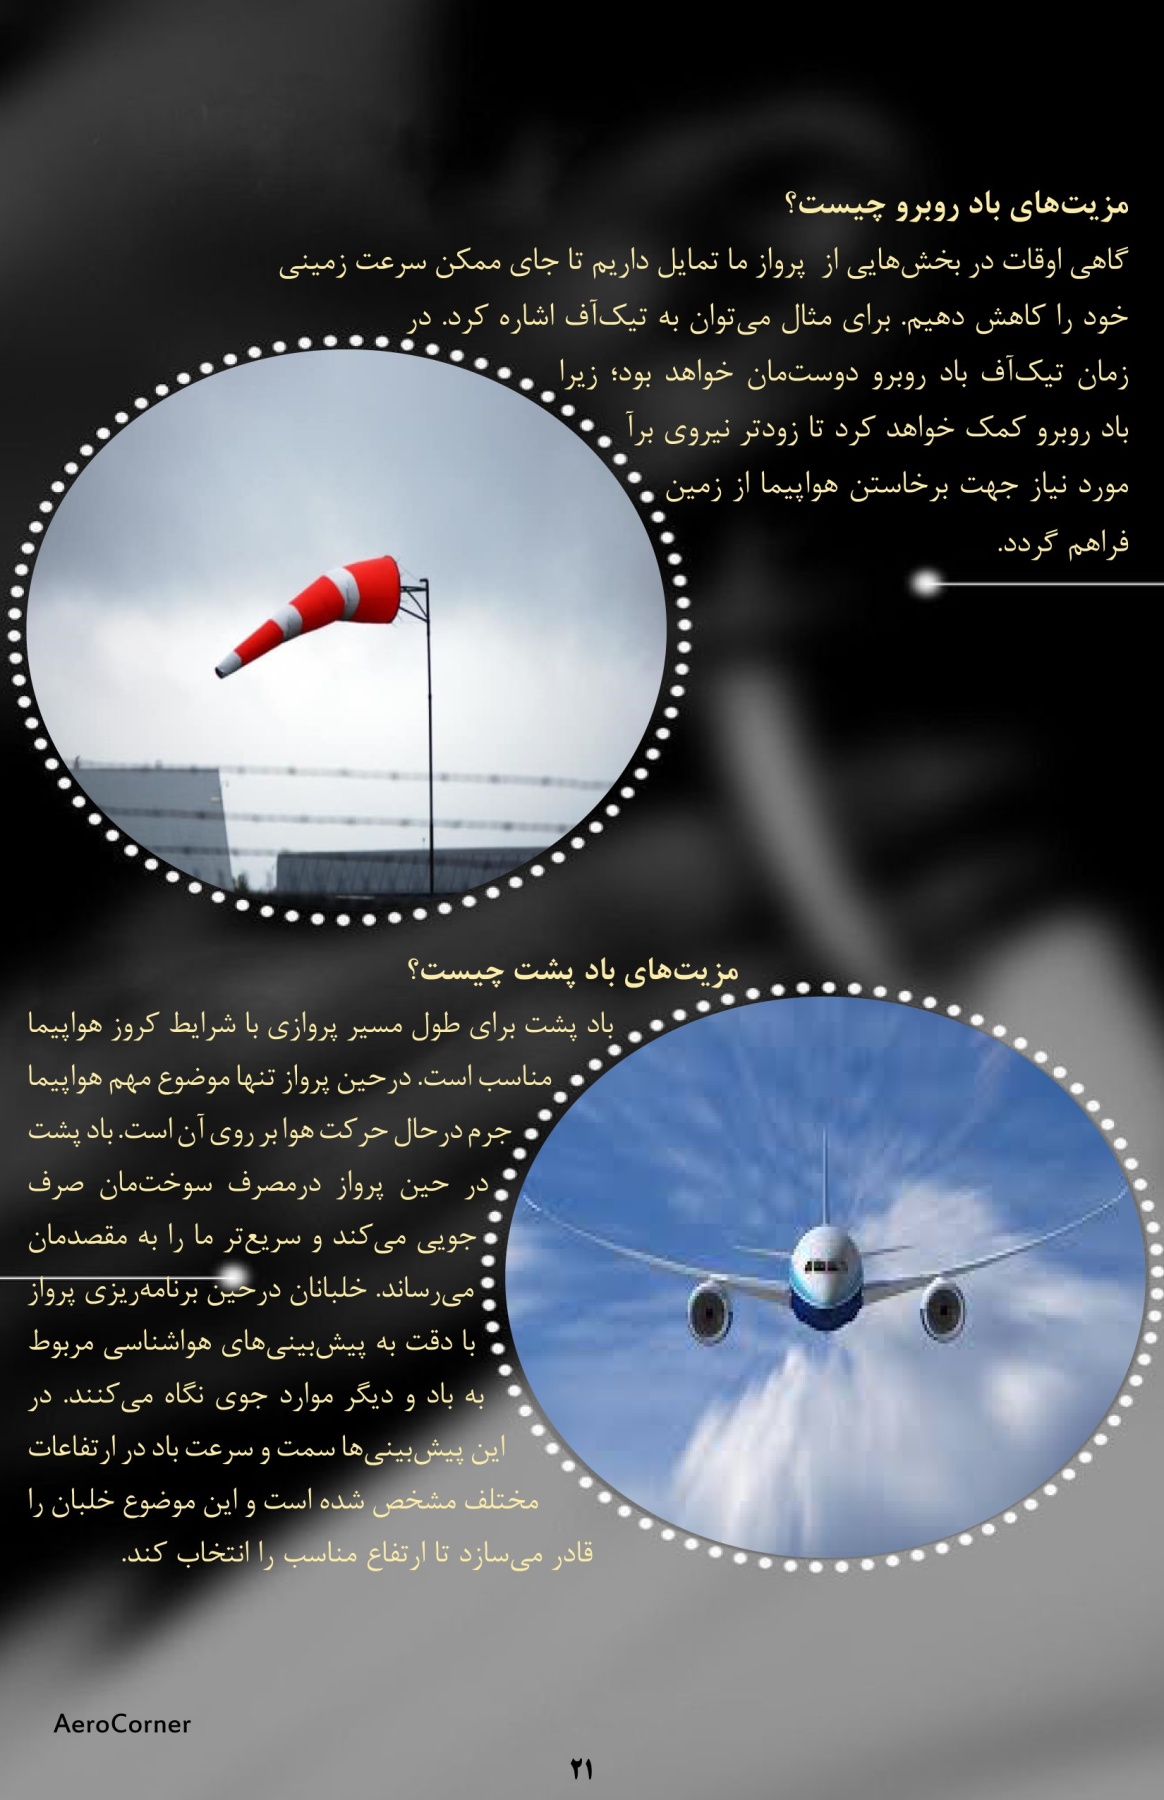 مزیت‌های باد روبرو چیست؟
گاهی اوقات در بخش‌هایی از پرواز ما تمایل داریم تا جای ممکن سرعت زمینی
خود را کاهش دهیم. برای مثال می‌توان به تیک‌آف اشاره کرد. در
زمان تیک‌آف باد روبرو دوست‌مان خواهد بود؛ زیرا
باد روبرو کمک خواهد کرد تا زودتر نیروی برآ
مورد نیاز جهت برخاستن هواپیما از زمین
فراهم گردد.
مزیت‌های باد پشت چیست؟
باد پشت برای طول مسیر پروازی با شرایط کروز هواپیما
مناسب است. درحین پرواز تنها موضوع مهم هواپیما
جرم درحال حرکت هوا بر روی آن است. باد پشت
در حین پرواز درمصرف سوخت‌مان صرف
جویی می‌کند و سریع‌تر ما را به مقصدمان
می‌رساند. خلبانان درحین برنامه‌ریزی پرواز
با دقت به پیش‌بینی‌های هواشناسی مربوط
به باد و دیگر موارد جوی نگاه می‌کنند. در
این پیش‌بینی‌ها سمت و سرعت باد در ارتفاعات
مختلف مشخص شده است و این موضوع خلبان را
قادر می‌سازد تا ارتفاع مناسب را انتخاب کند.
AeroCorner
۲۱